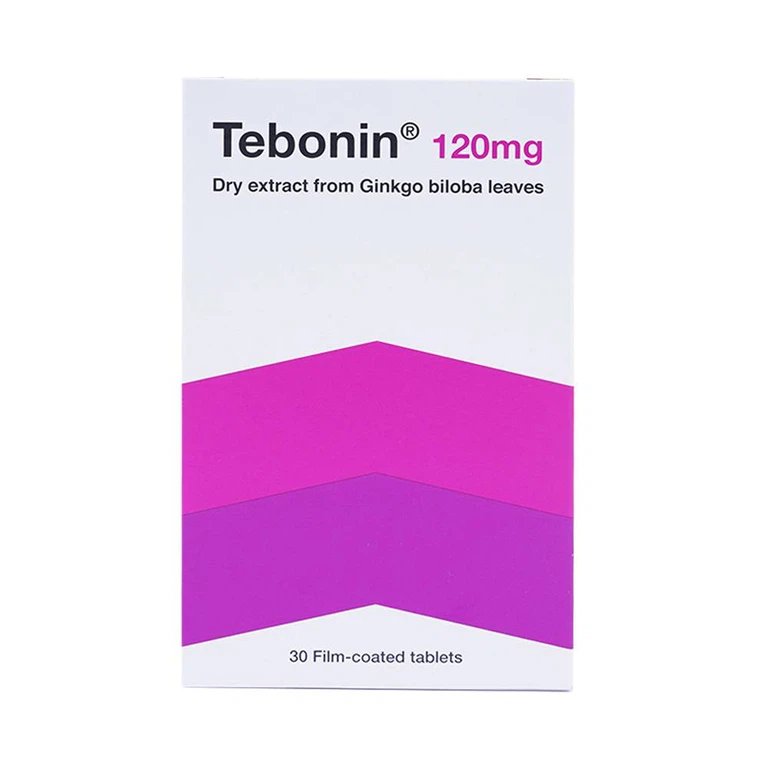 Tebonin® 120mg
Dry extract from Ginkgo biloba leaves
30 Film-coated tablets